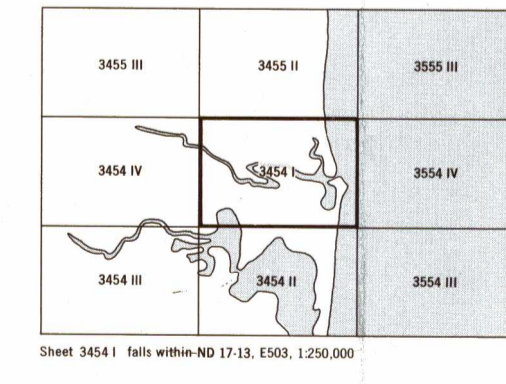 3455 III 3455 II 3555 III
3454 IV 3454 I 3554 IV
3454 III 3454 II 3554 III
Sheet 3454 I falls within ND 17-13, E503, 1:250,000